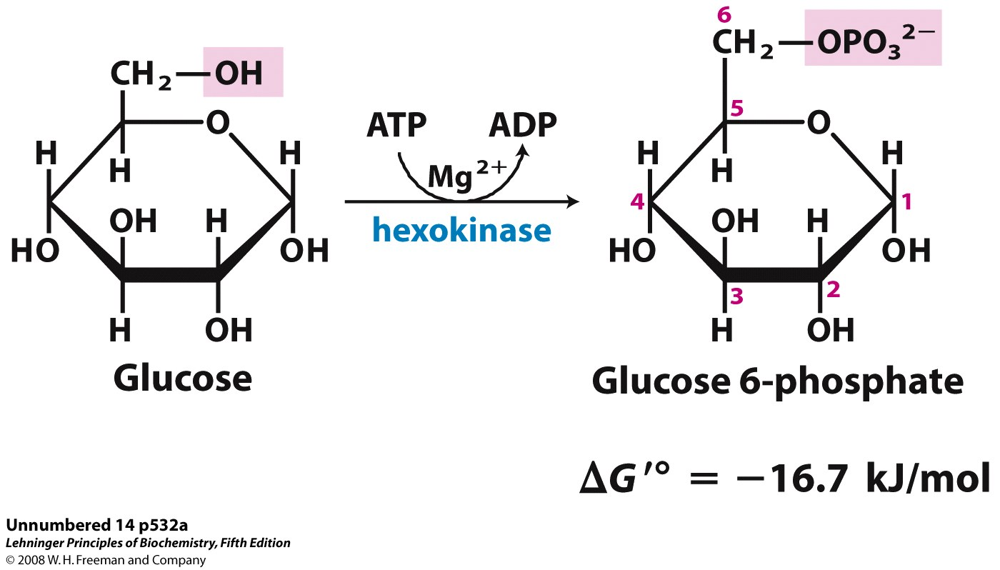 6
CH2—OPO3 2−
CH2—OH
5
O
O
ATP
ADP
H
H
H
H
H
H
Mg2+
4
1
OH
H
hexokinase
OH
H
HO
OH
HO
OH
3
2
H
OH
H
OH
Glucose
Glucose 6-phosphate
ΔG′° = −16.7 kJ/mol
Unnumbered 14 p532a
Lehninger Principles of Biochemistry, Fifth Edition
© 2008 W. H. Freeman and Company